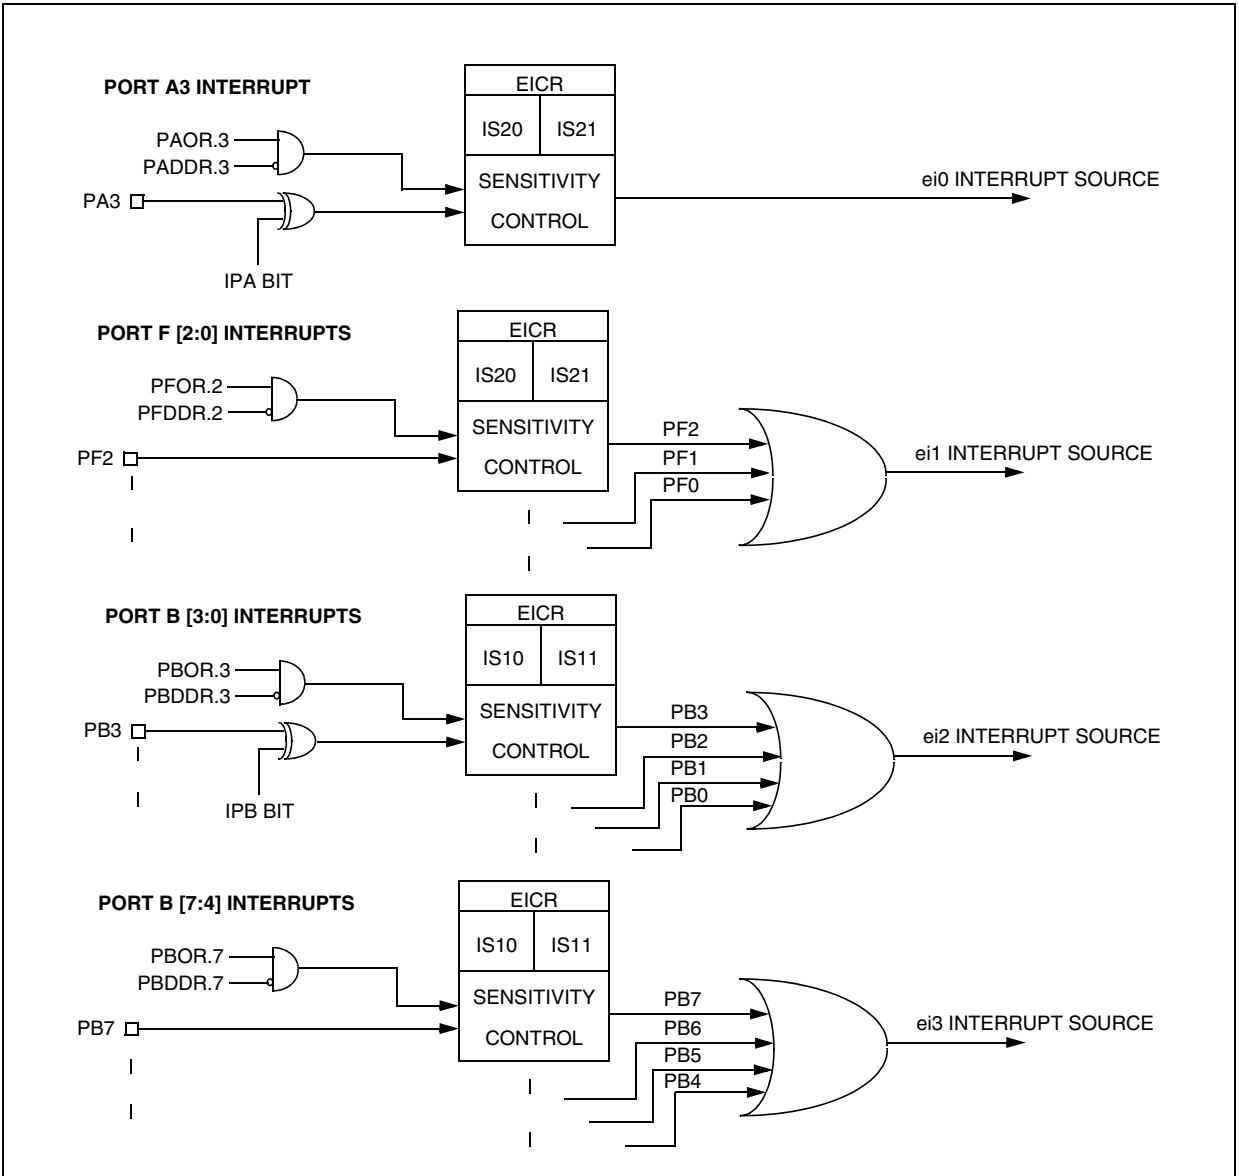 PORT A3 INTERRUPT
EICR
IS20 IS21
PAOR.3
PADDR.3
SENSITIVITY
CONTROL
PA3
IPA BIT
ei0 INTERRUPT SOURCE
PORT F [2:0] INTERRUPTS
EICR
IS20 IS21
PFOR.2
PFDDR.2
SENSITIVITY
CONTROL
PF2
PF2
PF1
PF0
ei1 INTERRUPT SOURCE
PORT B [3:0] INTERRUPTS
EICR
IS10 IS11
PBOR.3
PBDDR.3
SENSITIVITY
CONTROL
PB3
IPB BIT
PB3
PB2
PB1
PB0
ei2 INTERRUPT SOURCE
PORT B [7:4] INTERRUPTS
EICR
IS10 IS11
PBOR.7
PBDDR.7
SENSITIVITY
CONTROL
PB7
PB7
PB6
PB5
PB4
ei3 INTERRUPT SOURCE